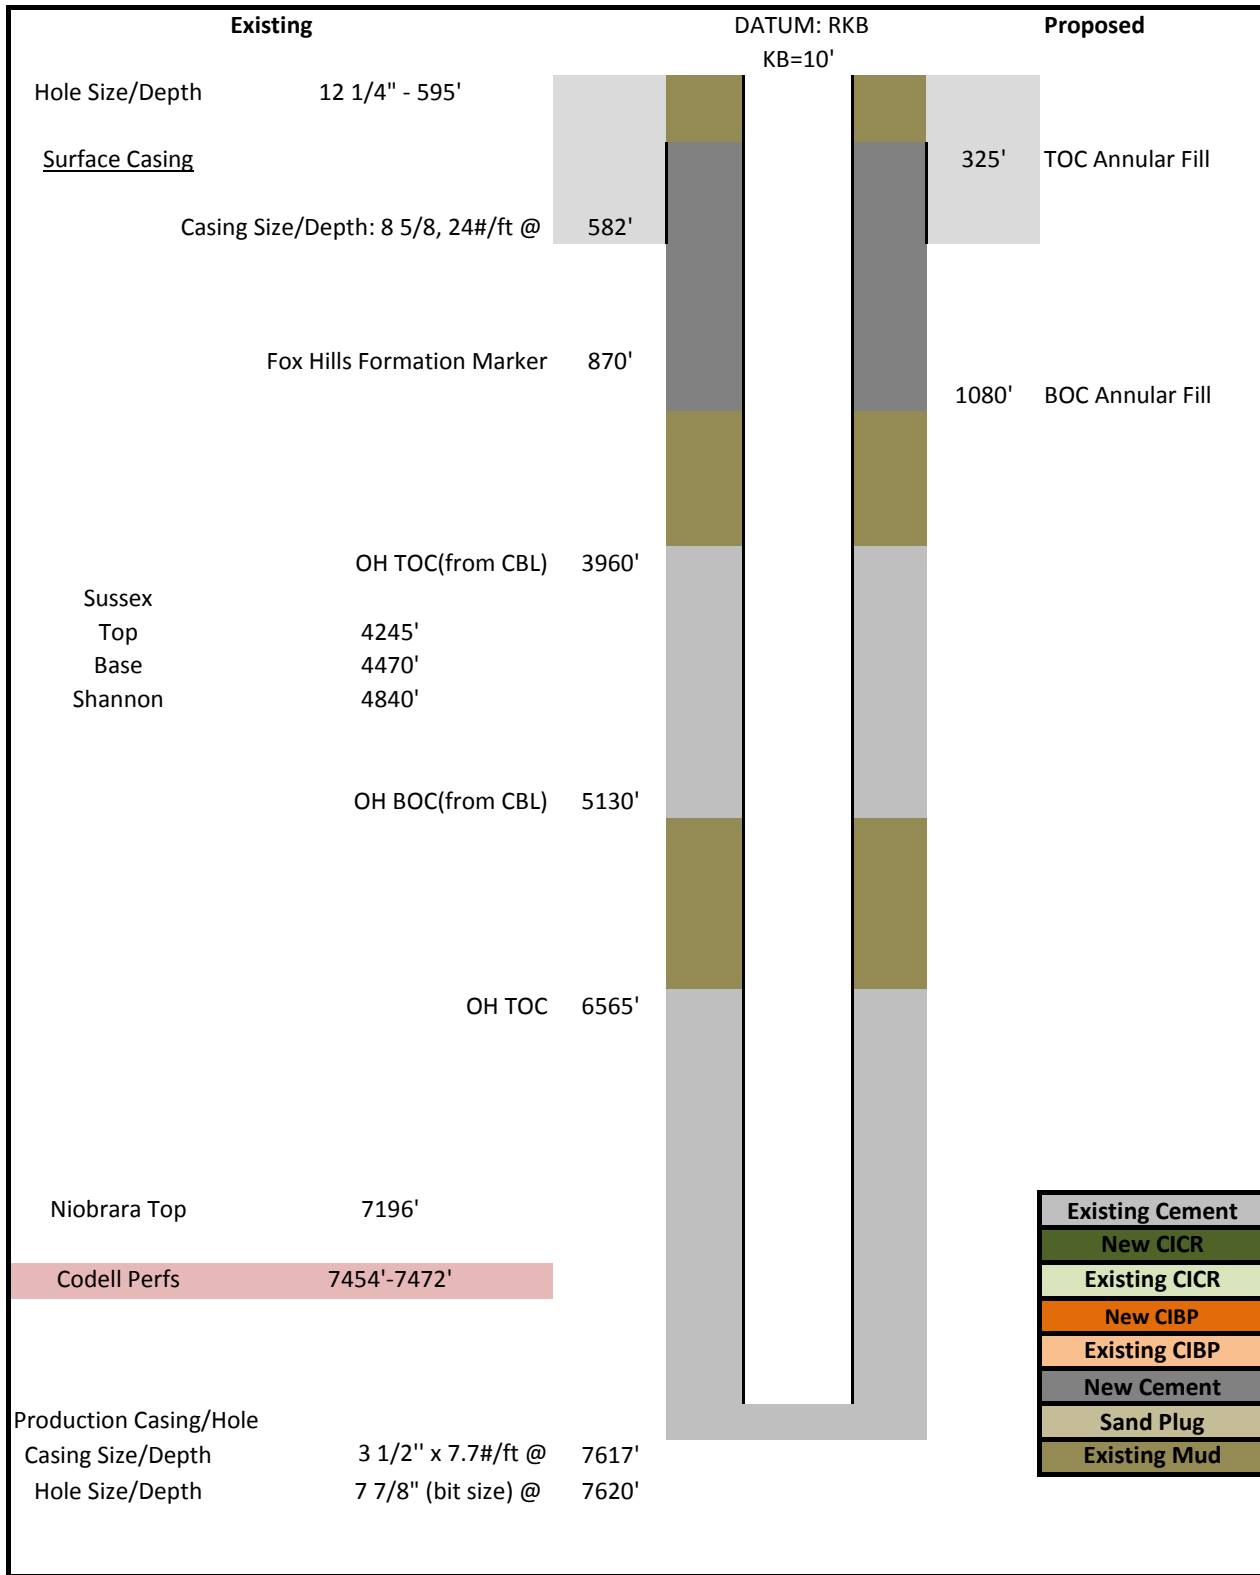 Existing DATUM: RKB Proposed
KB=10'
Hole Size/Depth 12 1/4" - 595'
Surface Casing 325' TOC Annular Fill
Casing Size/Depth: 8 5/8, 24#/ft @ 582'
Fox Hills Formation Marker 870'
1080' BOC Annular Fill
OH TOC(from CBL) 3960'
Sussex
Top 4245'
Base 4470'
Shannon 4840'
OH BOC(from CBL) 5130'
OH TOC 6565'
Niobrara Top 7196'
Existing Cement
New CICR
Codell Perfs 7454'-7472'
Existing CICR
New CIBP
Existing CIBP
New Cement
Production Casing/Hole
Sand Plug
Casing Size/Depth 3 1/2'' x 7.7#/ft @ 7617'
Existing Mud
Hole Size/Depth 7 7/8" (bit size) @ 7620'